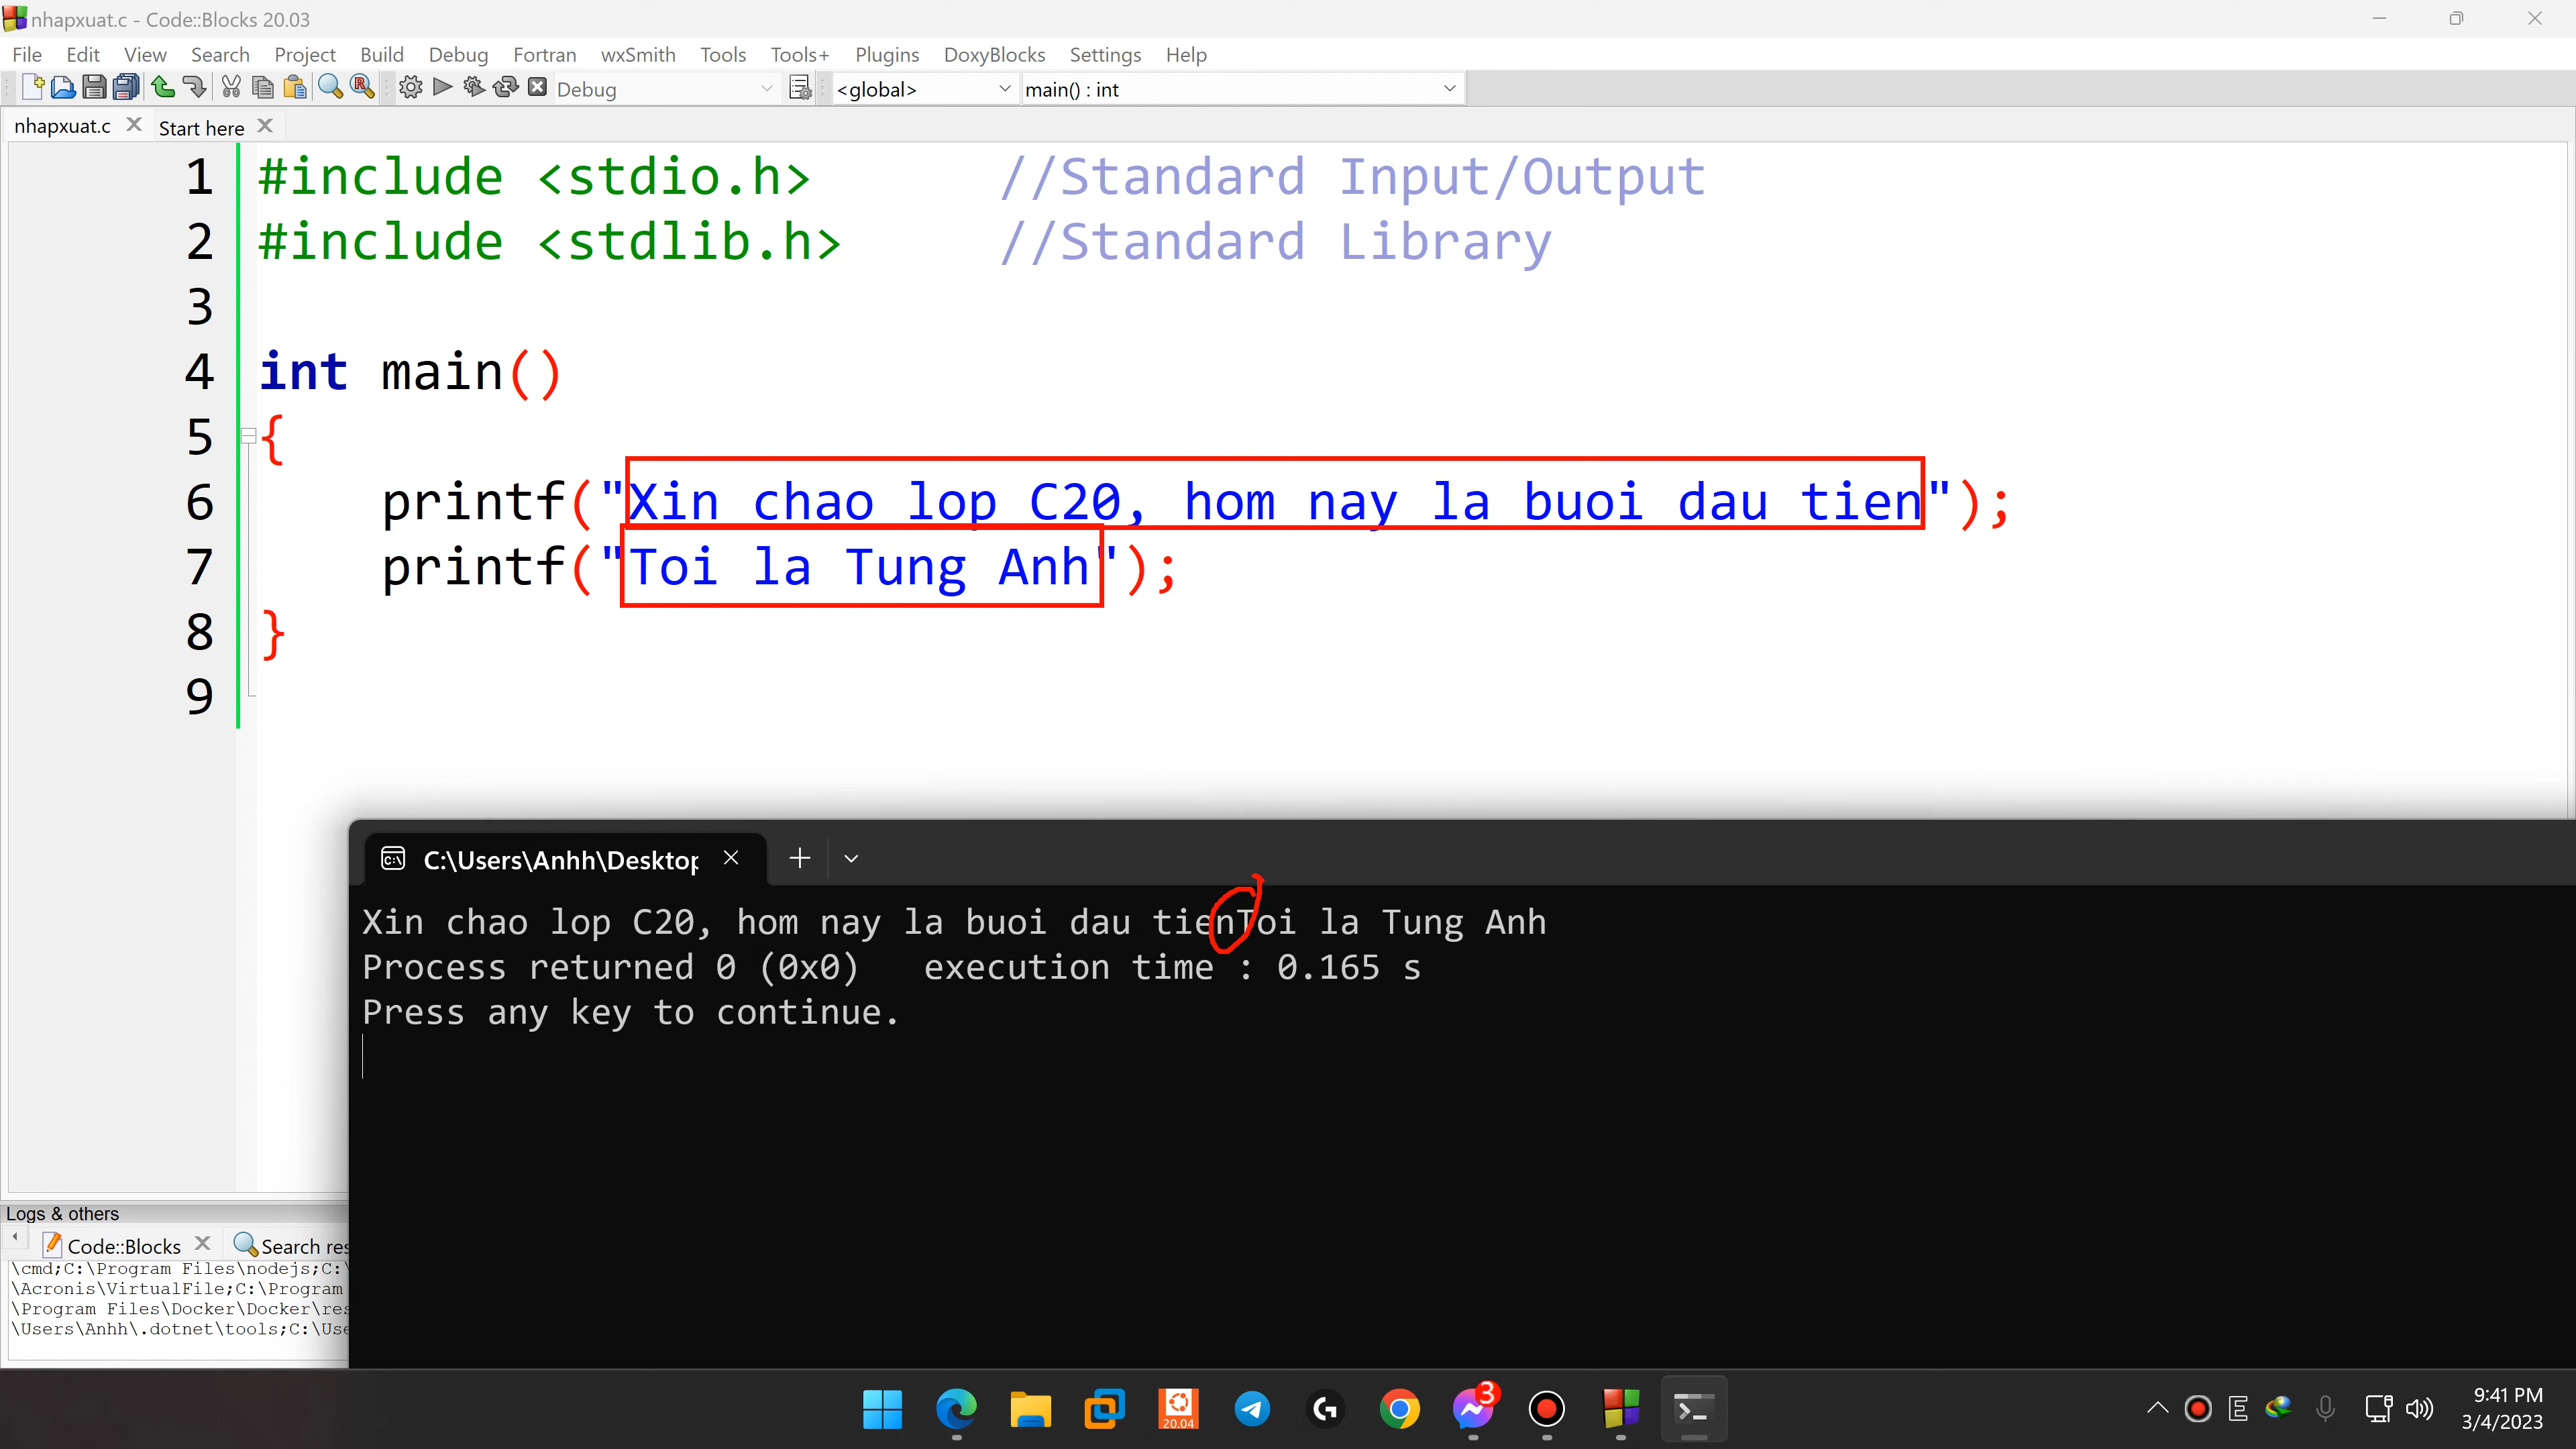 nhapxuat.c - Code::Blocks 20.03
File Edit View Search Project Build Debug Fortran wxSmith Tools Tools+ Plugins DoxyBlocks Settings Help
Debug <global> main() : int
nhapxuat.c Start here
1 #include <stdio.h> //Standard Input/Output
2 #include <stdlib.h> //Standard Library
3
4 int main()
5 {
6 printf("Xin chao lop C20, hom nay la buoi dau tien");
7 printf("Toi la Tung Anh");
8 }
9
C:\Users\Anhh\Desktop
Xin chao lop C20, hom nay la buoi dau tienToi la Tung Anh
Process returned 0 (0x0) execution time : 0.165 s
Press any key to continue.
Logs & others
Code::Blocks Search res
\cmd;C:\Program Files\nodejs;C:\
\Acronis\VirtualFile;C:\Program
\Program Files\Docker\Docker\res
\Users\Anhh\.dotnet\tools;C:\Use
20.04
3
9:41 PM
3/4/2023